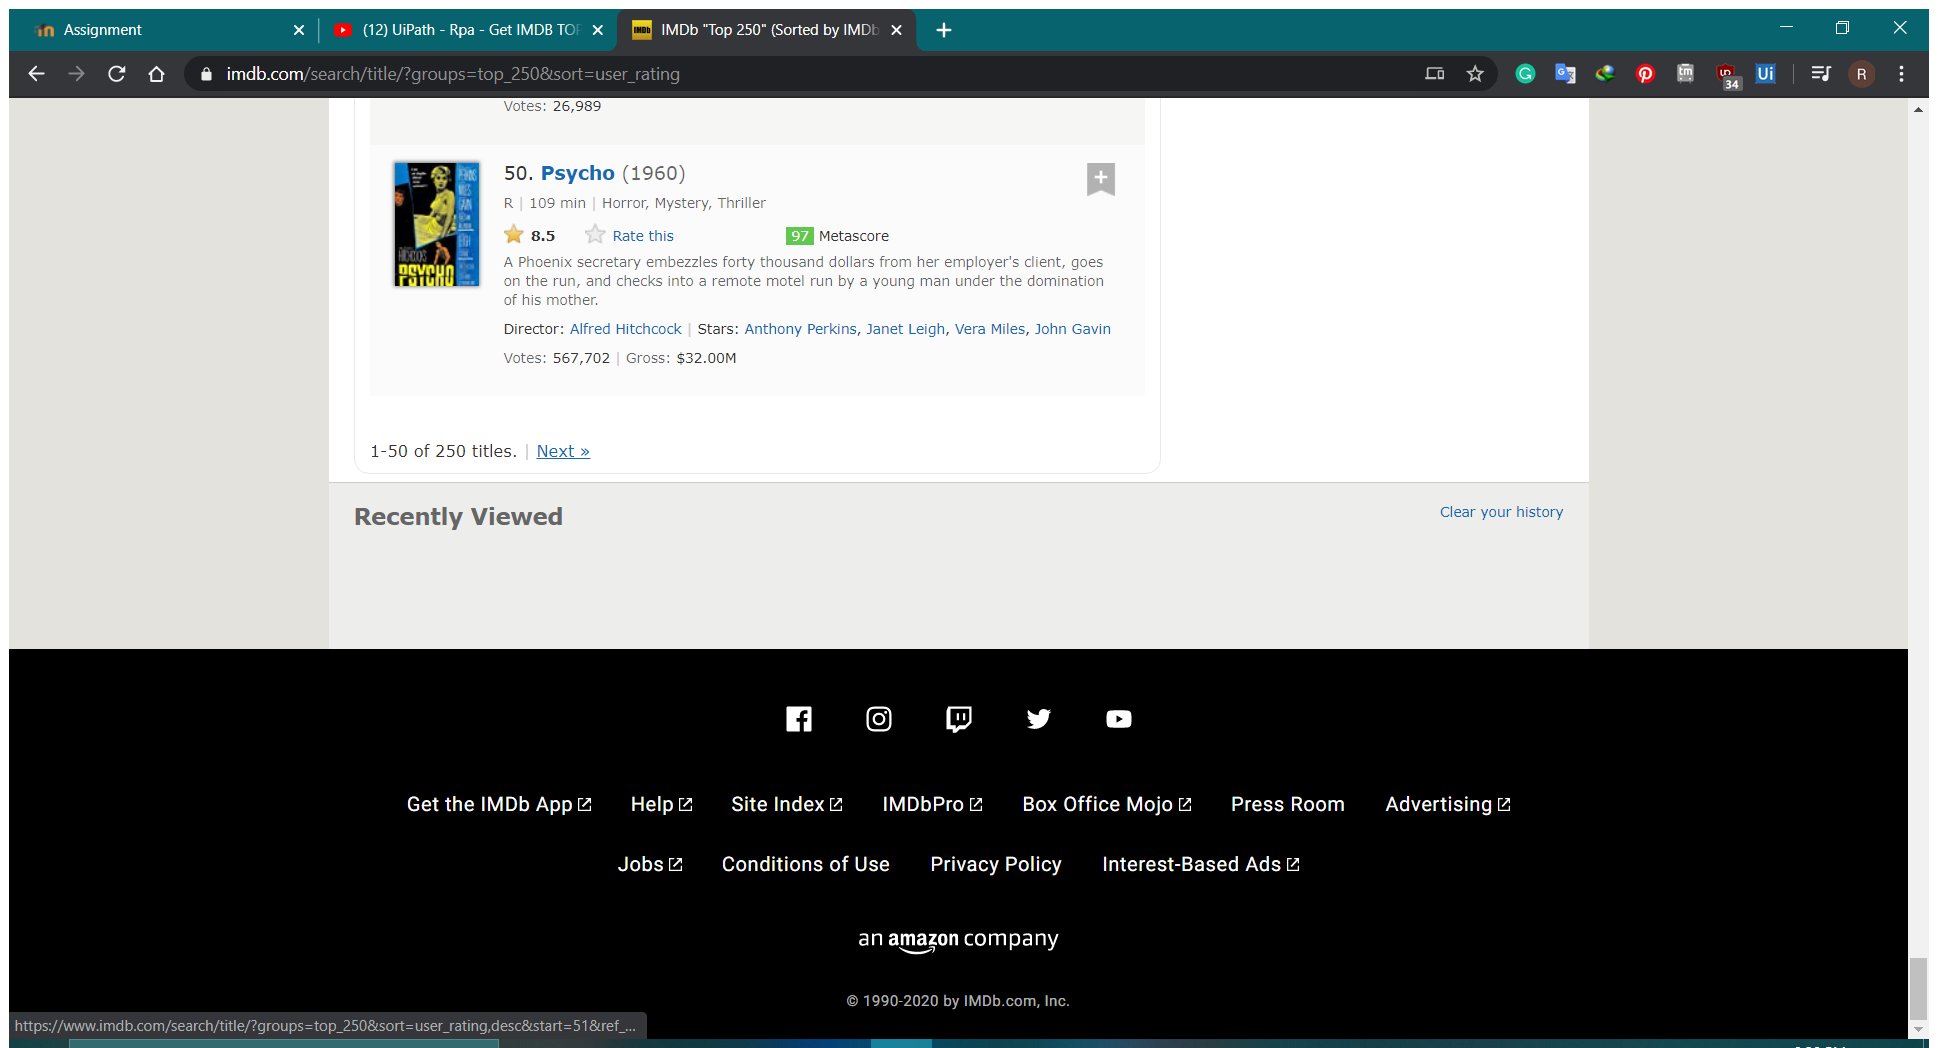 Assignment
(12) UiPath - Rpa - Get IMDB TOP
IMDb "Top 250" (Sorted by IMDb
imdb.com/search/title/?groups=top_250&sort=user_rating
34
Ui
R
Votes: 26,989
50. Psycho (1960)
R | 109 min | Horror, Mystery, Thriller
8.5 Rate this 97 Metascore
A Phoenix secretary embezzles forty thousand dollars from her employer's client, goes
on the run, and checks into a remote motel run by a young man under the domination
of his mother.
Director: Alfred Hitchcock | Stars: Anthony Perkins, Janet Leigh, Vera Miles, John Gavin
Votes: 567,702 | Gross: $32.00M
PSYCHO
1-50 of 250 titles. | Next »
Recently Viewed
Clear your history
Get the IMDb App Help Site Index IMDbPro Box Office Mojo Press Room Advertising
Jobs Conditions of Use Privacy Policy Interest-Based Ads
an amazon company
© 1990-2020 by IMDb.com, Inc.
https://www.imdb.com/search/title/?groups=top_250&sort=user_rating,desc&start=51&ref_...